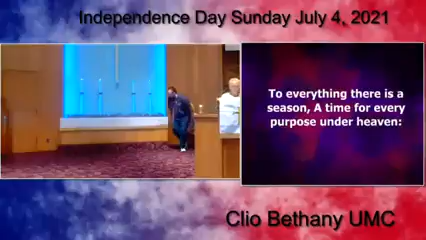 Independence Day Sunday July 4, 2021
To everything there is a
season, A time for every
purpose under heaven:
Clio Bethany UMC